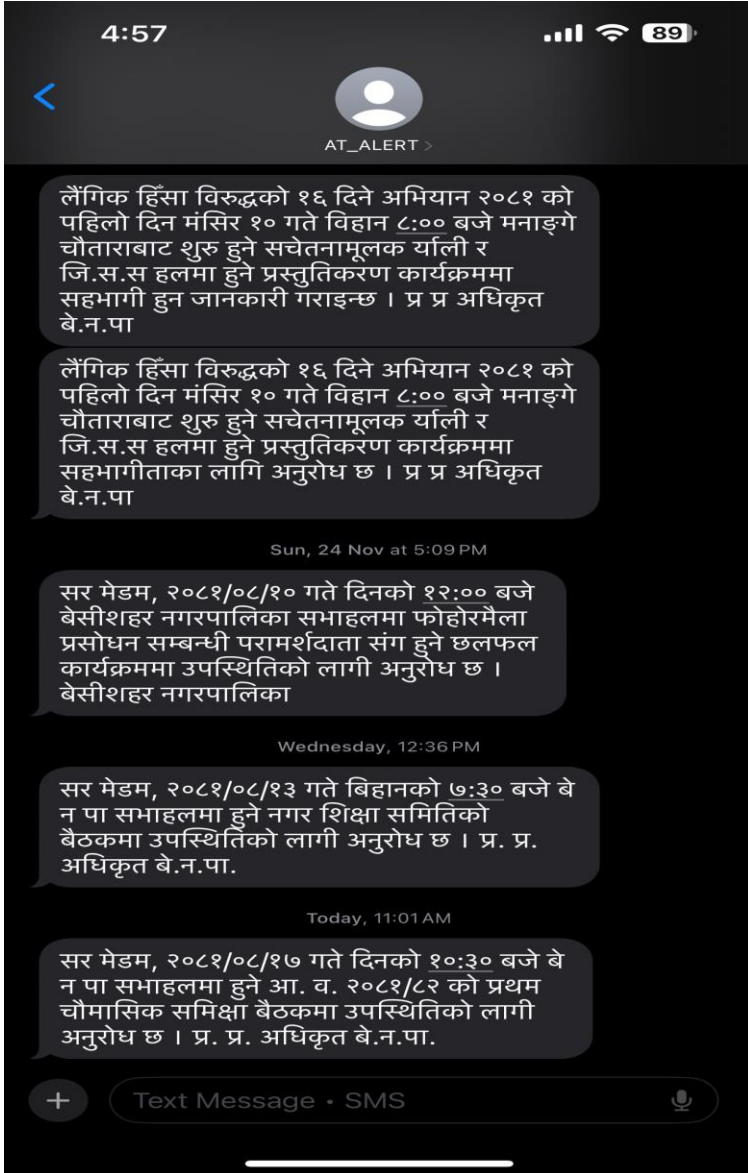 4:57
89
AT_ALERT >
लैंगिक हिँसा विरुद्धको १६ दिने अभियान २०८१ को
पहिलो दिन मंसिर १० गते विहान ८:०० बजे मनाङ्गे
चौताराबाट शुरु हुने सचेतनामूलक र्याली र
जि.स.स हलमा हुने प्रस्तुतिकरण कार्यक्रममा
सहभागी हुन जानकारी गराइन्छ । प्र प्र अधिकृत
बे.न.पा
लैंगिक हिँसा विरुद्धको १६ दिने अभियान २०८१ को
पहिलो दिन मंसिर १० गते विहान ८:०० बजे मनाङ्गे
चौताराबाट शुरु हुने सचेतनामूलक र्याली र
जि.स.स हलमा हुने प्रस्तुतिकरण कार्यक्रममा
सहभागीताका लागि अनुरोध छ । प्र प्र अधिकृत
बे.न.पा
Sun, 24 Nov at 5:09 PM
सर मेडम, २०८१/०८/१० गते दिनको १२:०० बजे
बेसीशहर नगरपालिका सभाहलमा फोहोरमैला
प्रसोधन सम्बन्धी परामर्शदाता संग हुने छलफल
कार्यक्रममा उपस्थितिको लागी अनुरोध छ ।
बेसीशहर नगरपालिका
Wednesday, 12:36 PM
सर मेडम, २०८१/०८/१३ गते बिहानको ७:३० बजे बे
न पा सभाहलमा हुने नगर शिक्षा समितिको
बैठकमा उपस्थितिको लागी अनुरोध छ । प्र. प्र.
अधिकृत बे.न.पा.
Today, 11:01 AM
सर मेडम, २०८१/०८/१७ गते दिनको १०:३० बजे बे
न पा सभाहलमा हुने आ. व. २०८१/८२ को प्रथम
चौमासिक समिक्षा बैठकमा उपस्थितिको लागी
अनुरोध छ । प्र. प्र. अधिकृत बे.न.पा.
Text Message • SMS